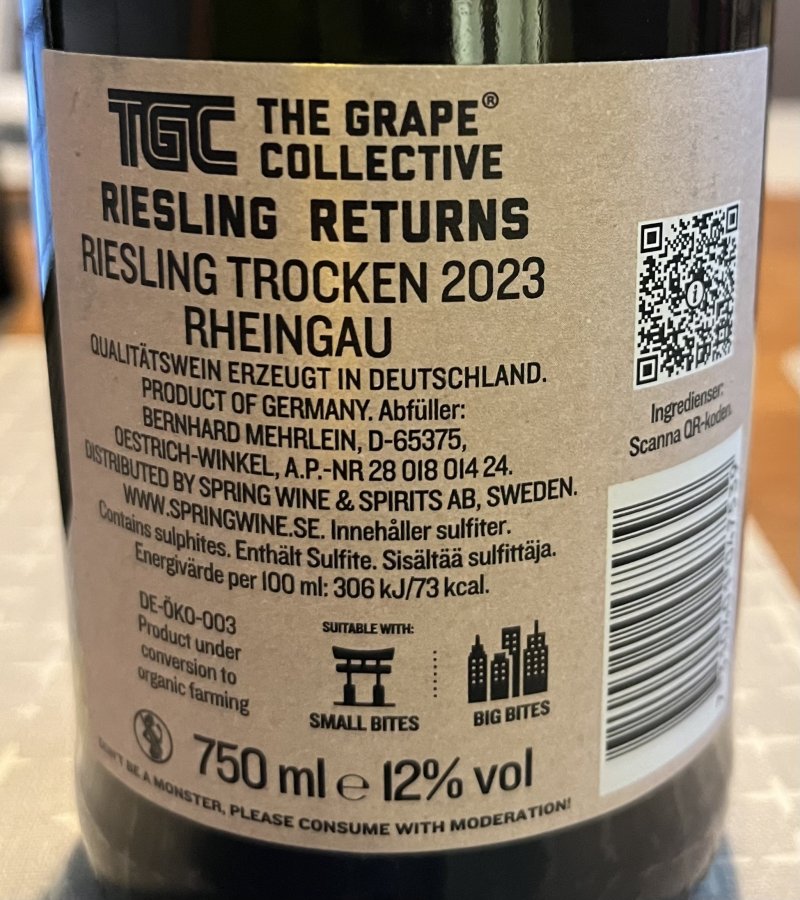 TGC THE GRAPE®
COLLECTIVE
RIESLING RETURNS
RIESLING TROCKEN 2023
RHEINGAU
QUALITÄTSWEIN ERZEUGT IN DEUTSCHLAND.
PRODUCT OF GERMANY. Abfüller:
BERNHARD MEHRLEIN, D-65375,
OESTRICH-WINKEL, A.P.-NR 28 018 014 24.
DISTRIBUTED BY SPRING WINE & SPIRITS AB, SWEDEN.
WWW.SPRINGWINE.SE. Innehåller sulfiter.
Contains sulphites. Enthält Sulfite. Sisältää sulfittäja.
Energivärde per 100 ml: 306 kJ/73 kcal.
Ingredienser:
Scanna QR-koden.
DE-ÖKO-003
Product under
conversion to
organic farming
SUITABLE WITH:
SMALL BITES
BIG BITES
750 ml e 12% vol
DON'T BE A MONSTER, PLEASE CONSUME WITH MODERATION!